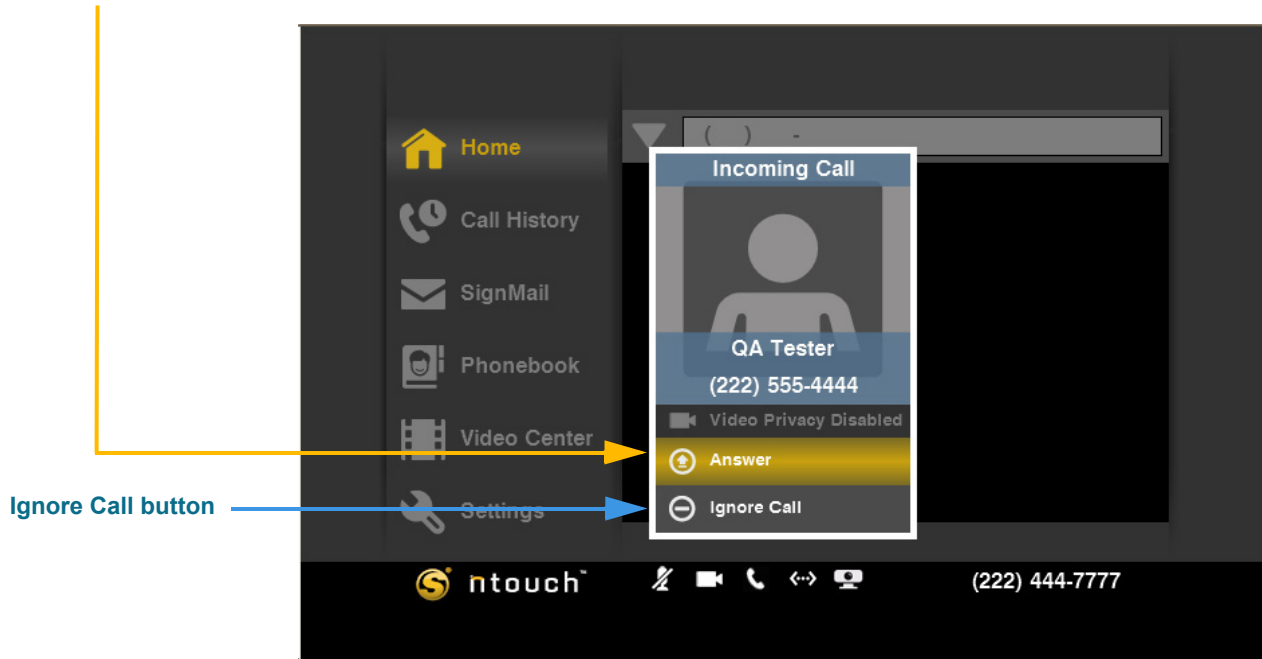 Home
Call History
SignMail
Phonebook
Video Center
Settings
( ) -
Incoming Call
QA Tester
(222) 555-4444
Video Privacy Disabled
Answer
Ignore Call
Ignore Call button
ntouch™
(222) 444-7777